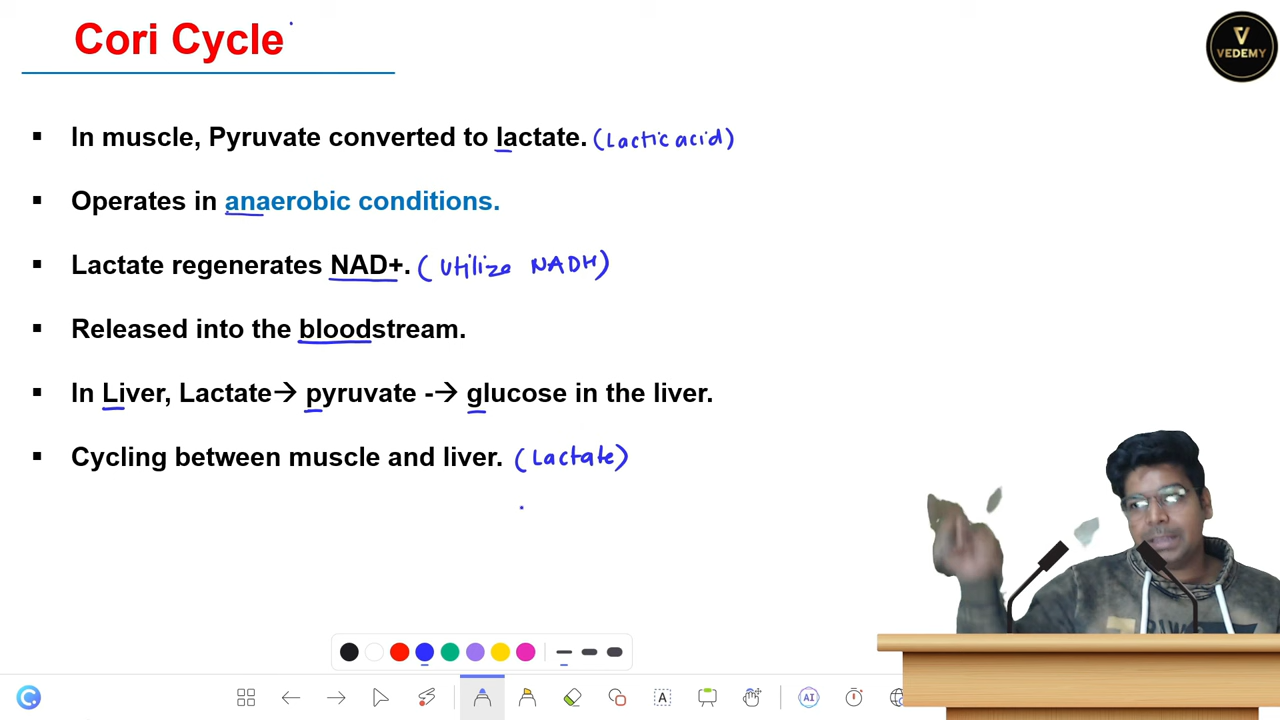 Cori Cycle
VEDEMY
▪ In muscle, Pyruvate converted to lactate. (Lactic acid)
▪ Operates in anaerobic conditions.
▪ Lactate regenerates NAD+. (Utilize NADH)
▪ Released into the bloodstream.
▪ In Liver, Lactate→ pyruvate -→ glucose in the liver.
▪ Cycling between muscle and liver. (Lactate)
A
AI